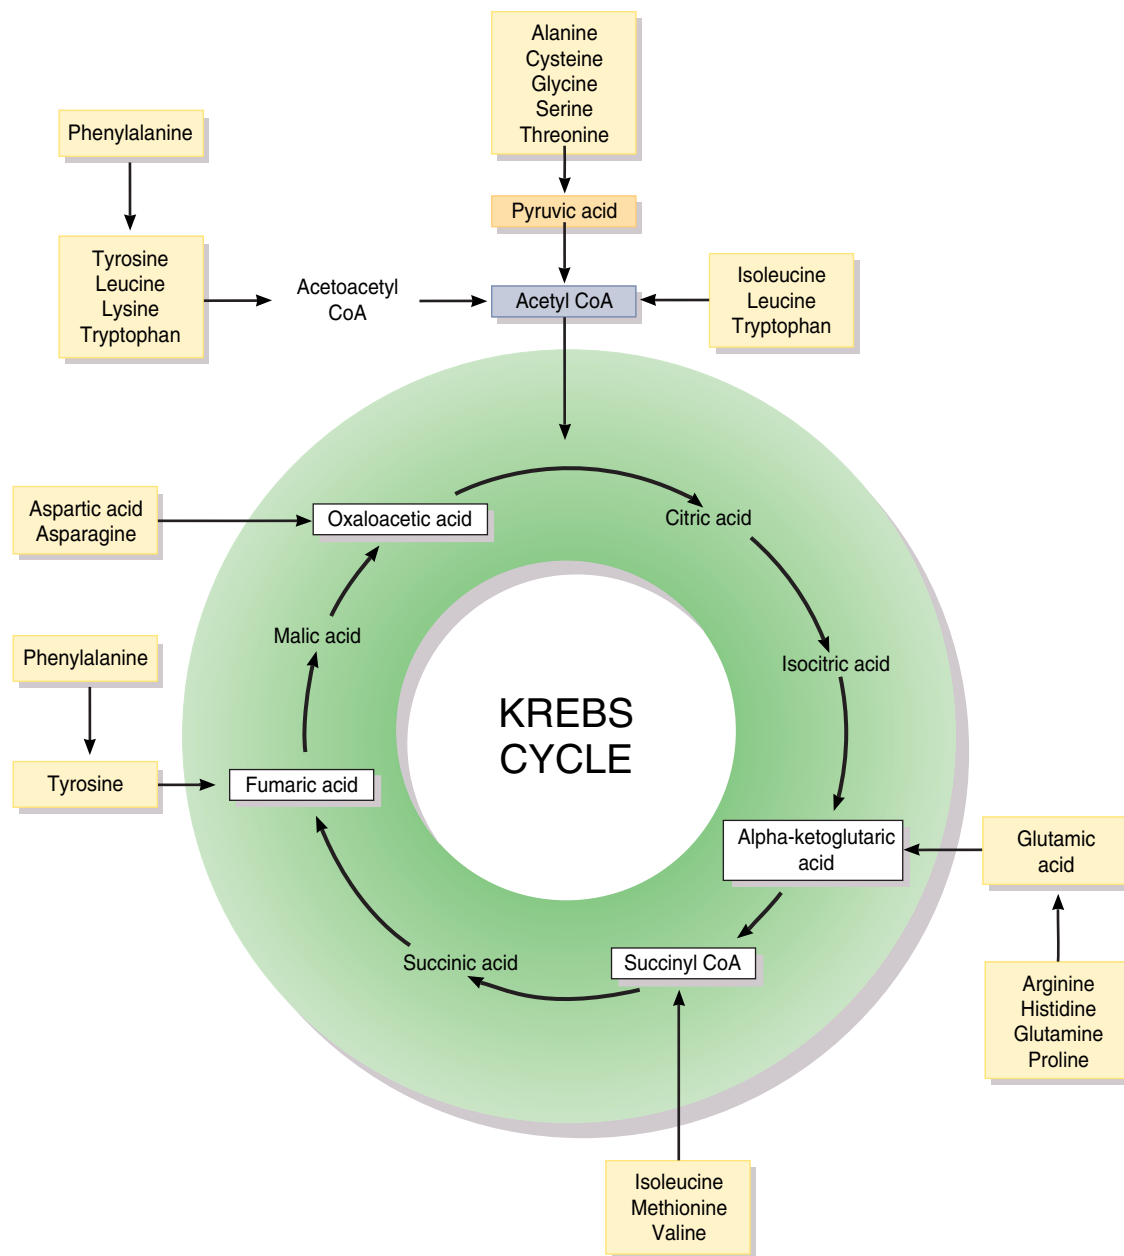 Alanine
Cysteine
Glycine
Serine
Threonine
Phenylalanine
Pyruvic acid
Tyrosine
Leucine
Lysine
Tryptophan
Acetoacetyl
CoA
Acetyl CoA
Isoleucine
Leucine
Tryptophan
Aspartic acid
Asparagine
Oxaloacetic acid
Citric acid
Malic acid
Isocitric acid
Phenylalanine
KREBS
CYCLE
Tyrosine
Fumaric acid
Alpha-ketoglutaric
acid
Glutamic
acid
Succinic acid
Succinyl CoA
Arginine
Histidine
Glutamine
Proline
Isoleucine
Methionine
Valine